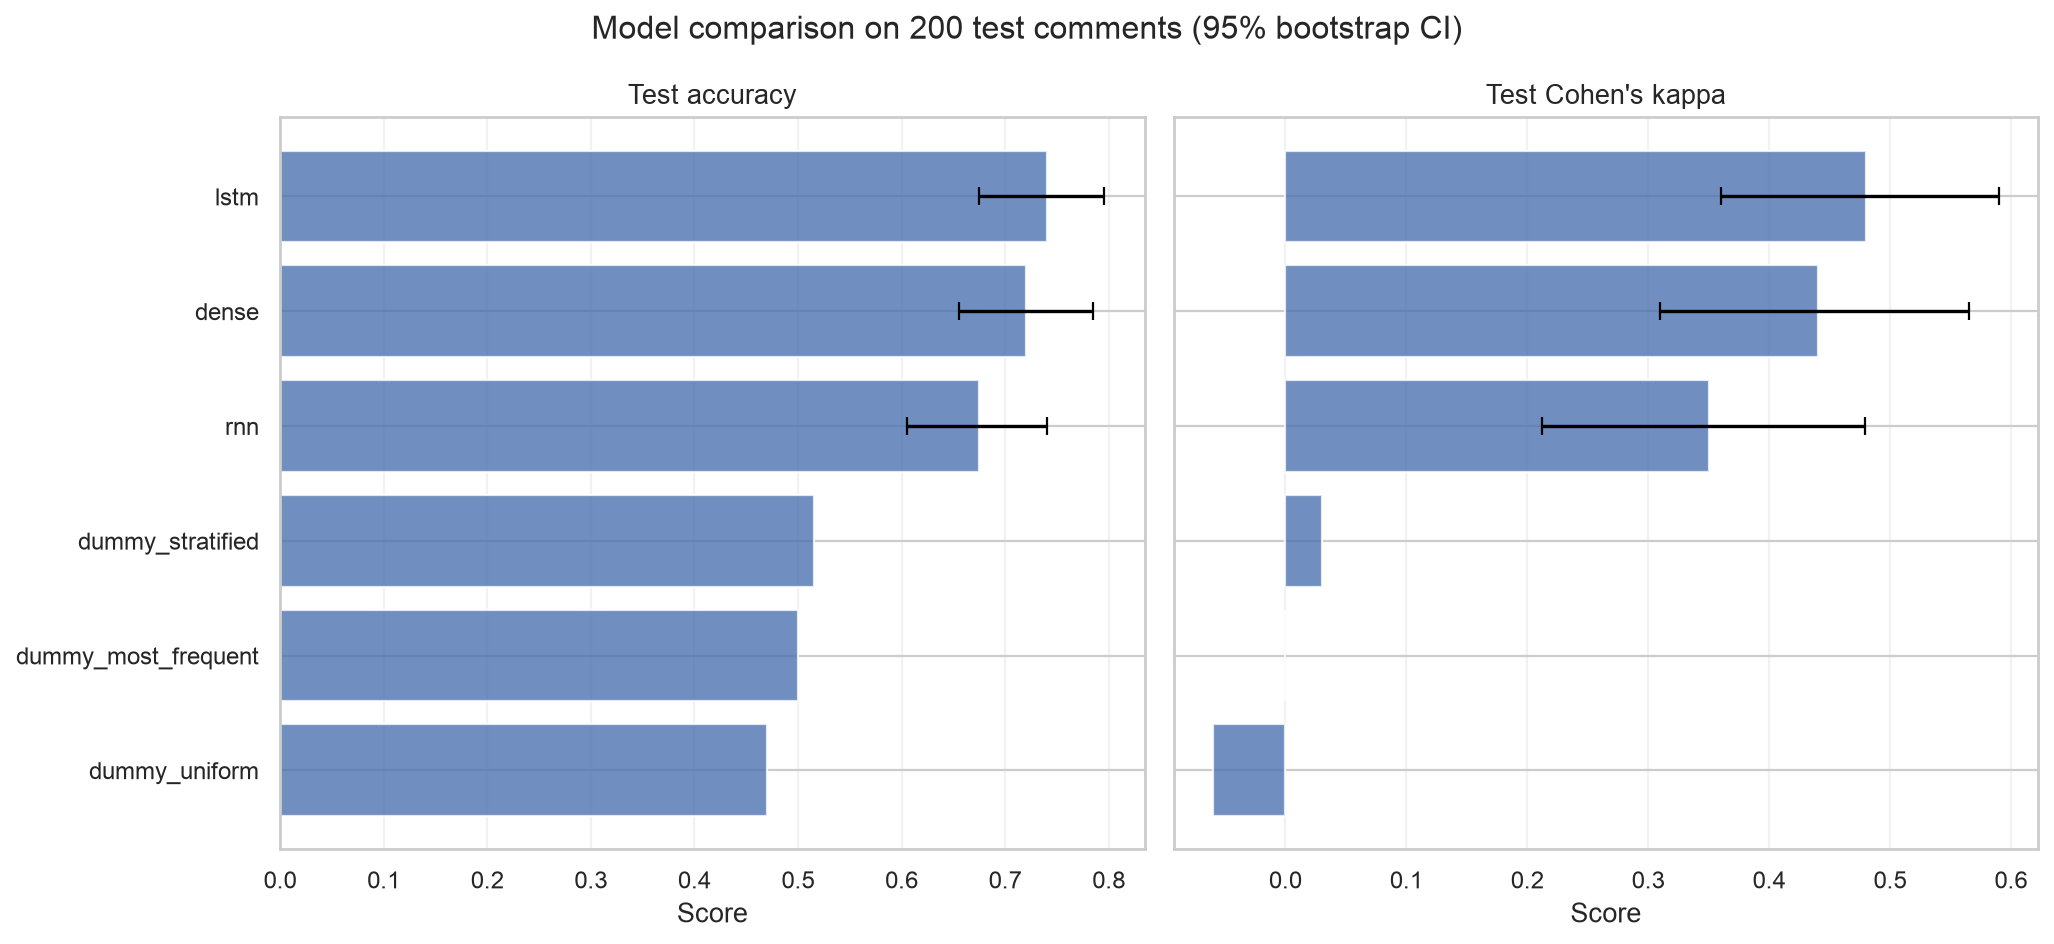 Model comparison on 200 test comments (95% bootstrap CI)
Test accuracy
Test Cohen's kappa
lstm
dense
rnn
dummy_stratified
dummy_most_frequent
dummy_uniform
0.0 0.1 0.2 0.3 0.4 0.5 0.6 0.7 0.8
Score
0.0 0.1 0.2 0.3 0.4 0.5 0.6
Score